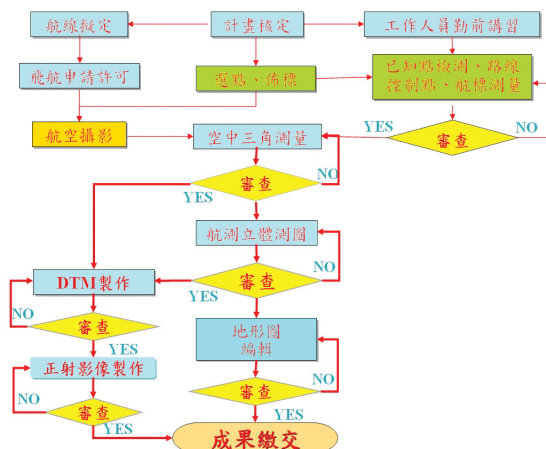 航線擬定
計畫核定
工作人員勤前講習
飛航申請許可
選點、佈標
已知點檢測、路線
控制點、航標測量
航空攝影
空中三角測量
YES
審查
NO
審查
NO
YES
航測立體測圖
DTM製作
審查
NO
YES
審查
NO
YES
地形圖
編輯
正射影像製作
審查
NO
YES
審查
NO
YES
成果繳交